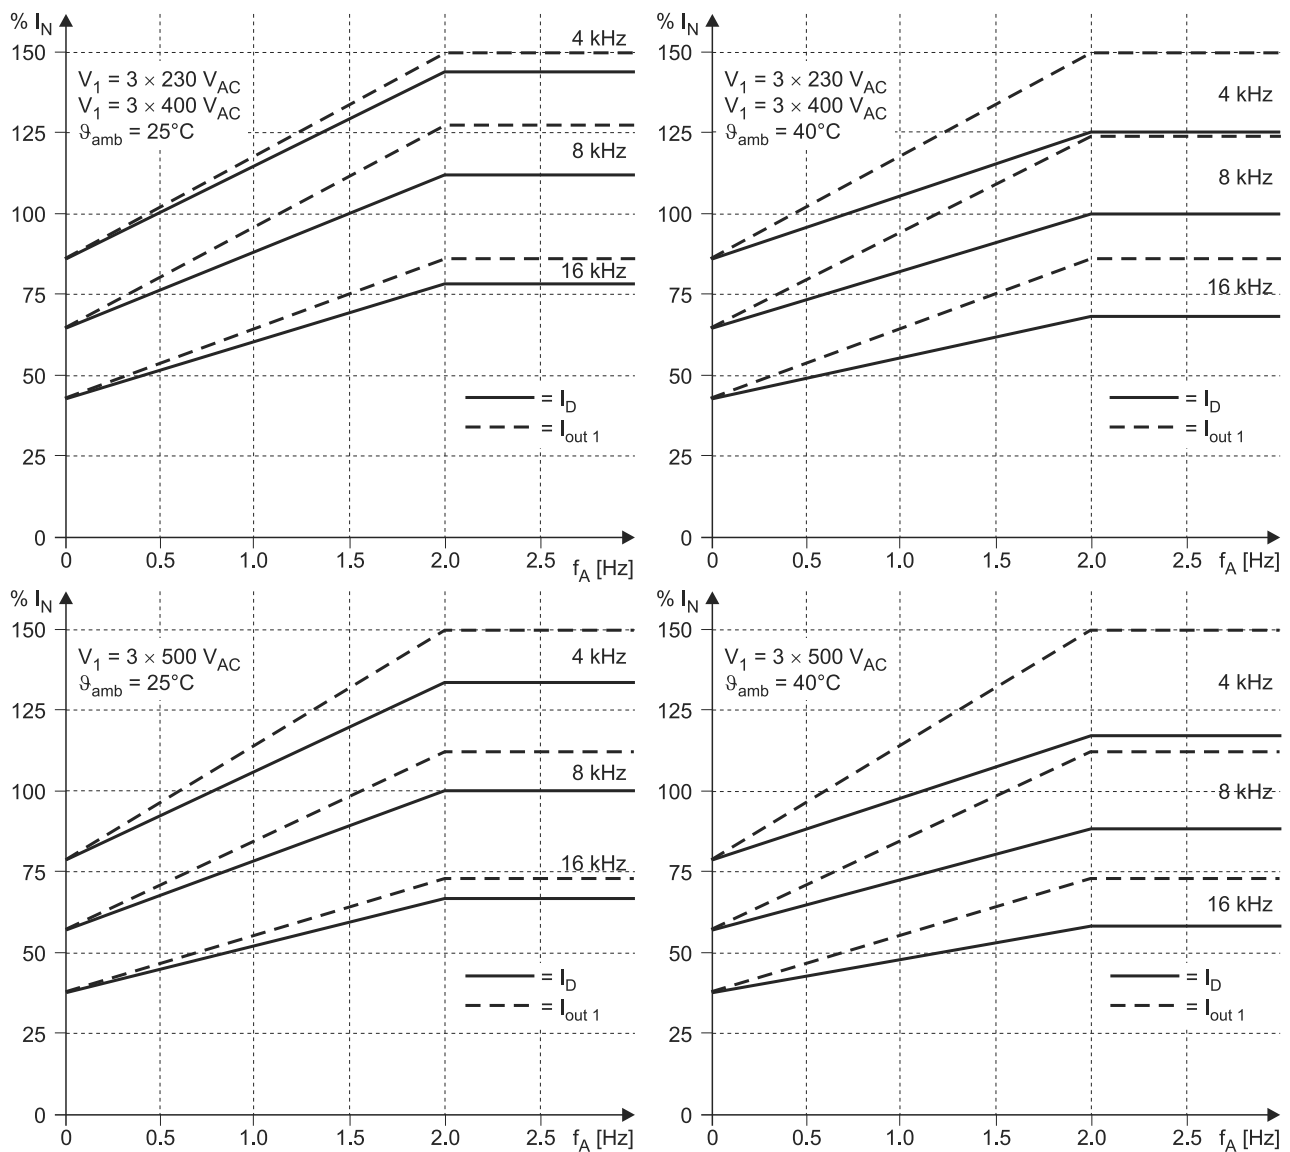 % I_N
150
125
100
75
50
25
0
V_1 = 3 × 230 V_AC
V_1 = 3 × 400 V_AC
ϑ_amb = 25°C
4 kHz
8 kHz
16 kHz
= I_D
= I_out 1
0 0.5 1.0 1.5 2.0 2.5 f_A [Hz]
% I_N
150
125
100
75
50
25
0
V_1 = 3 × 230 V_AC
V_1 = 3 × 400 V_AC
ϑ_amb = 40°C
4 kHz
8 kHz
16 kHz
= I_D
= I_out 1
0 0.5 1.0 1.5 2.0 2.5 f_A [Hz]
% I_N
150
125
100
75
50
25
0
V_1 = 3 × 500 V_AC
ϑ_amb = 25°C
4 kHz
8 kHz
16 kHz
= I_D
= I_out 1
0 0.5 1.0 1.5 2.0 2.5 f_A [Hz]
% I_N
150
125
100
75
50
25
0
V_1 = 3 × 500 V_AC
ϑ_amb = 40°C
4 kHz
8 kHz
16 kHz
= I_D
= I_out 1
0 0.5 1.0 1.5 2.0 2.5 f_A [Hz]